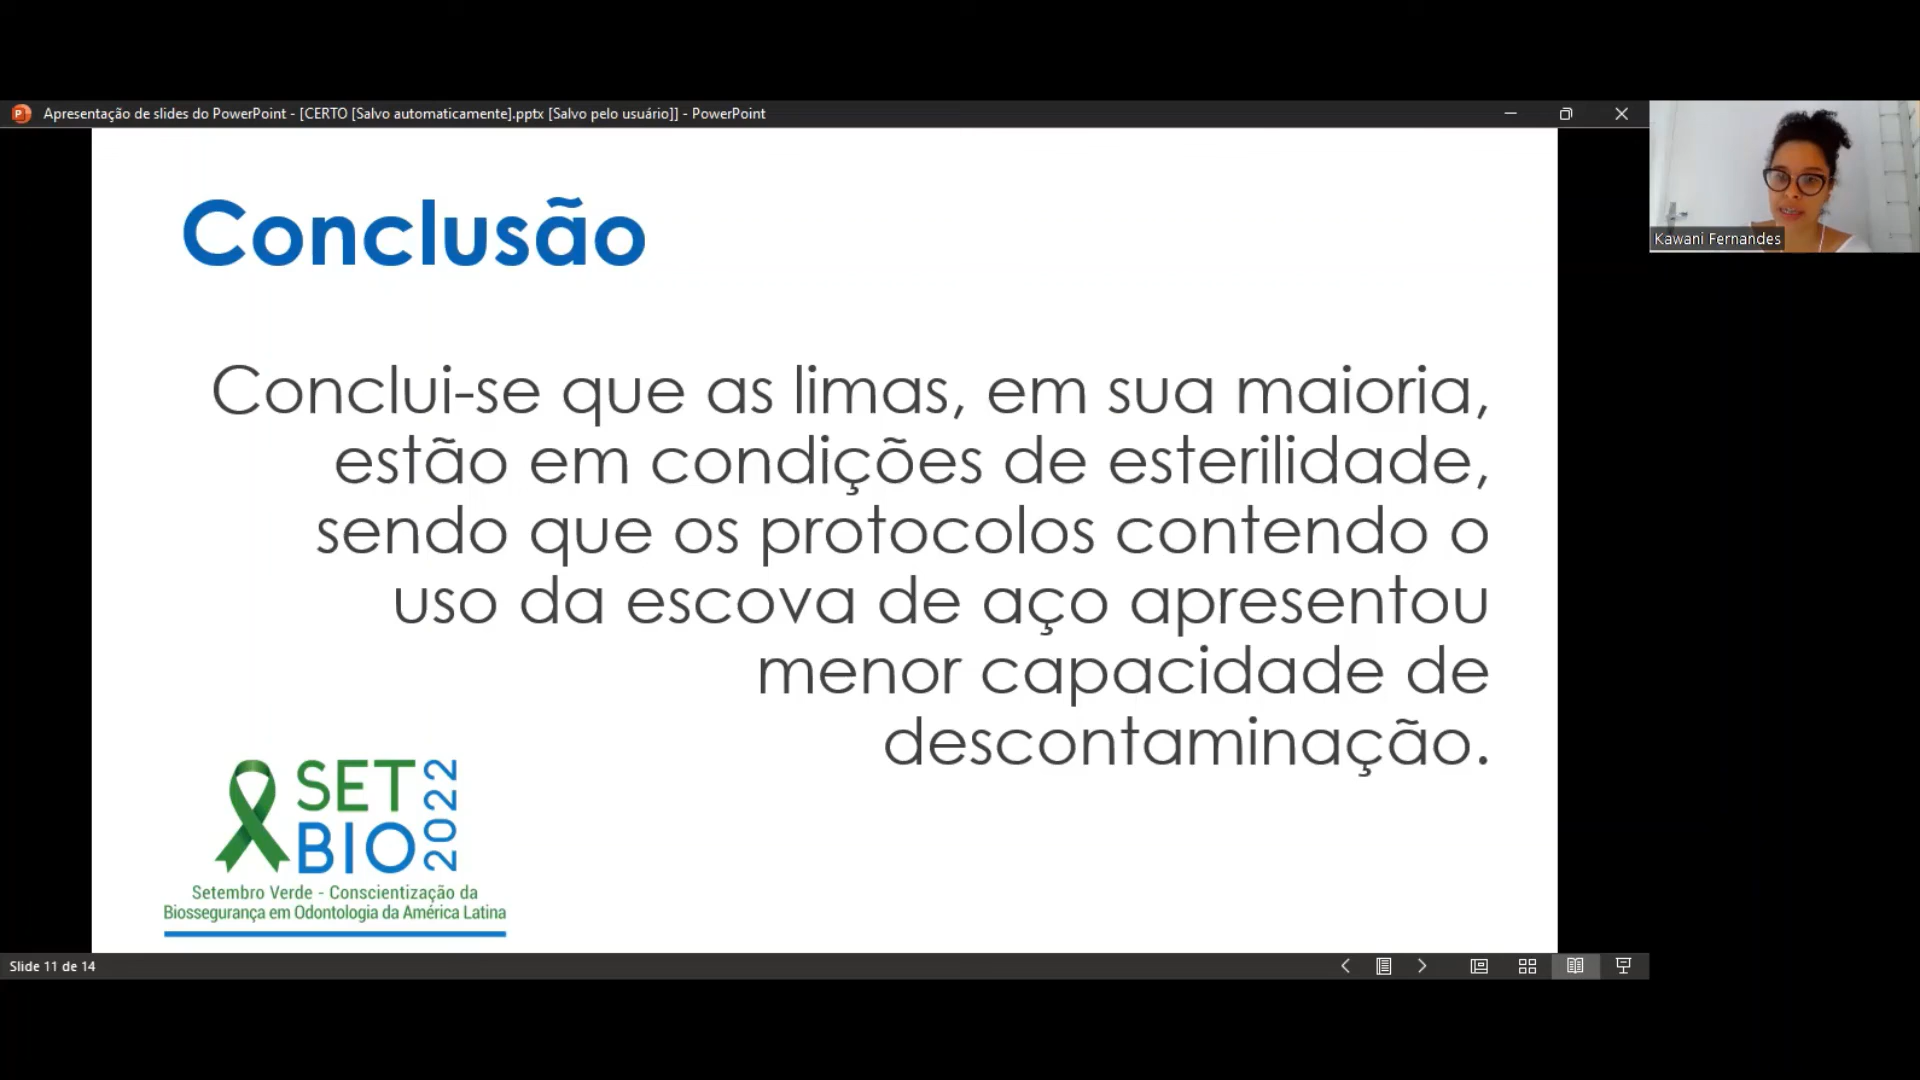 Apresentação de slides do PowerPoint - [CERTO [Salvo automaticamente].pptx [Salvo pelo usuário]] - PowerPoint
Kawani Fernandes
Conclusão
Conclui-se que as limas, em sua maioria,
estão em condições de esterilidade,
sendo que os protocolos contendo o
uso da escova de aço apresentou
menor capacidade de
descontaminação.
SET
BIO
2022
Setembro Verde - Conscientização da
Biossegurança em Odontologia da América Latina
Slide 11 de 14